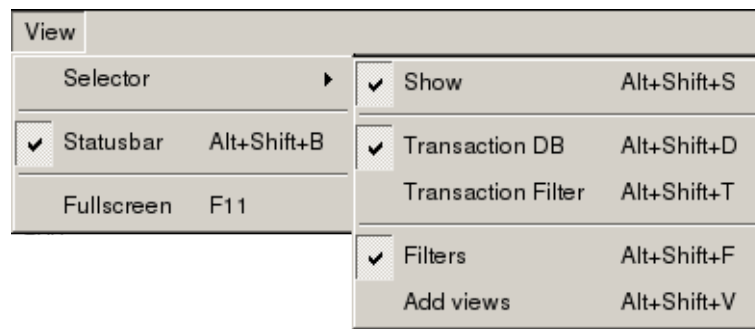 View
Selector
Statusbar Alt+Shift+B
Fullscreen F11
Show Alt+Shift+S
Transaction DB Alt+Shift+D
Transaction Filter Alt+Shift+T
Filters Alt+Shift+F
Add views Alt+Shift+V